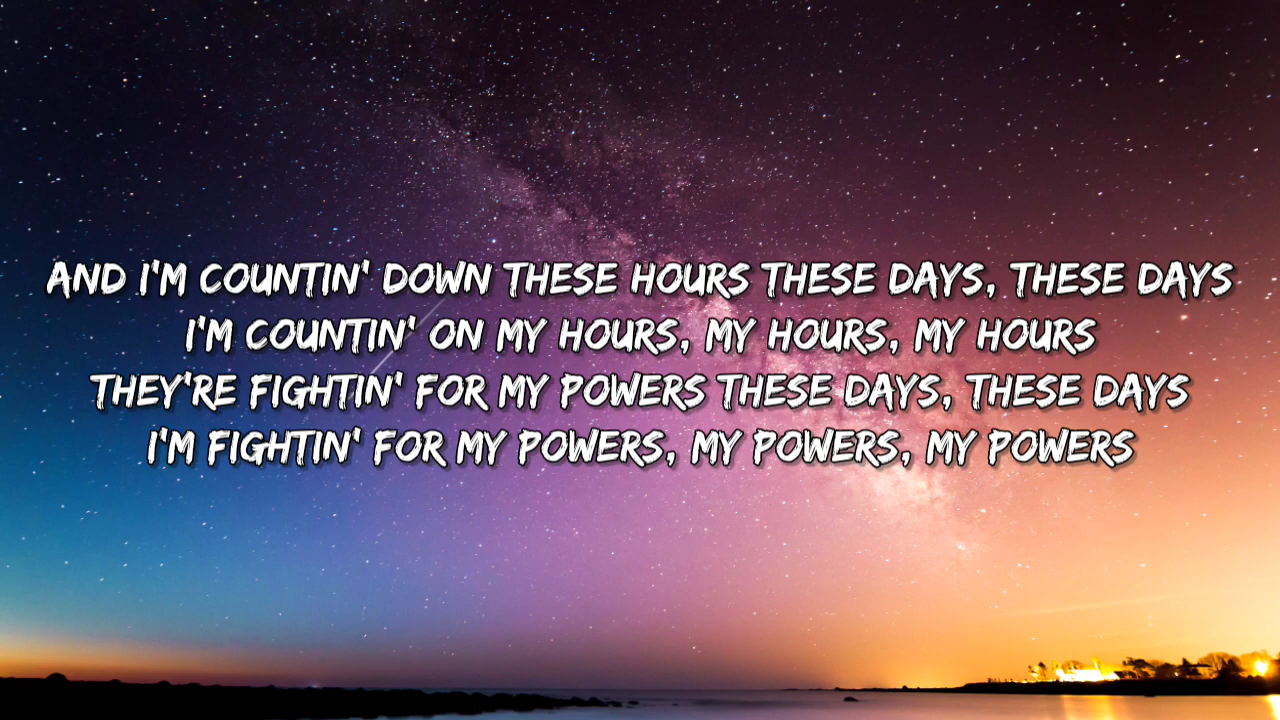 AND I'M COUNTIN' DOWN THESE HOURS THESE DAYS, THESE DAYS
I'M COUNTIN' ON MY HOURS, MY HOURS, MY HOURS
THEY'RE FIGHTIN' FOR MY POWERS THESE DAYS, THESE DAYS
I'M FIGHTIN' FOR MY POWERS, MY POWERS, MY POWERS